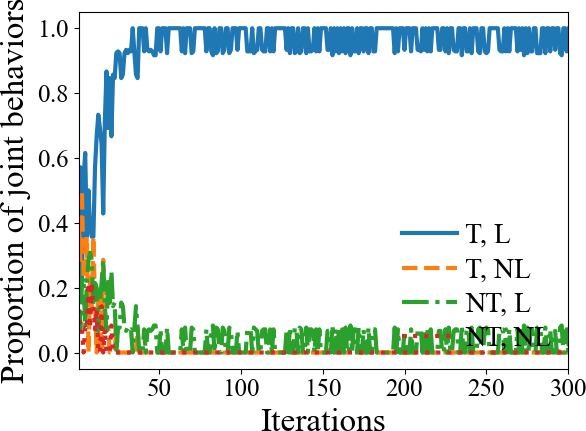 Proportion of joint behaviors
1.0
0.8
0.6
0.4
0.2
0.0
T, L
T, NL
NT, L
NT, NL
50 100 150 200 250 300
Iterations